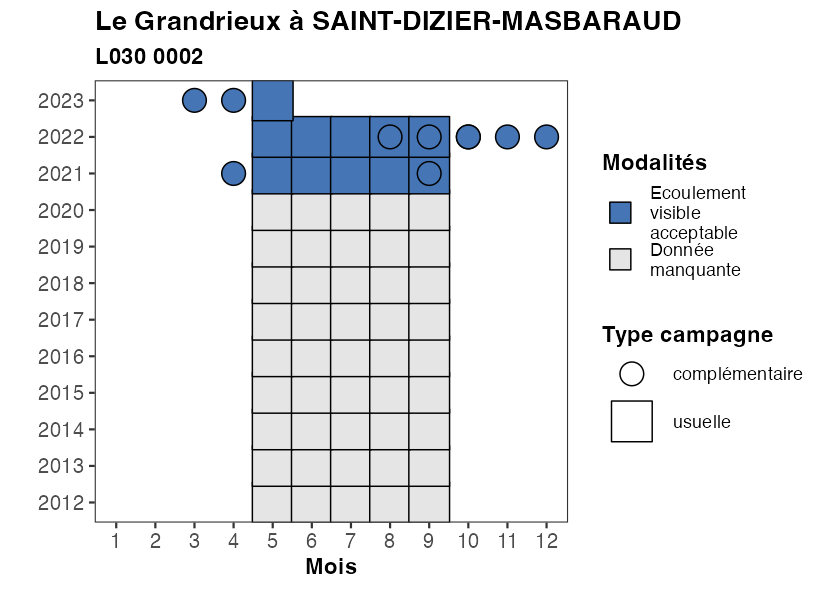 Le Grandrieux à SAINT-DIZIER-MASBARAUD
L030 0002
2023
2022
2021
2020
2019
2018
2017
2016
2015
2014
2013
2012
1 2 3 4 5 6 7 8 9 10 11 12
Mois
Modalités
Ecoulement
visible
acceptable
Donnée
manquante
Type campagne
complémentaire
usuelle